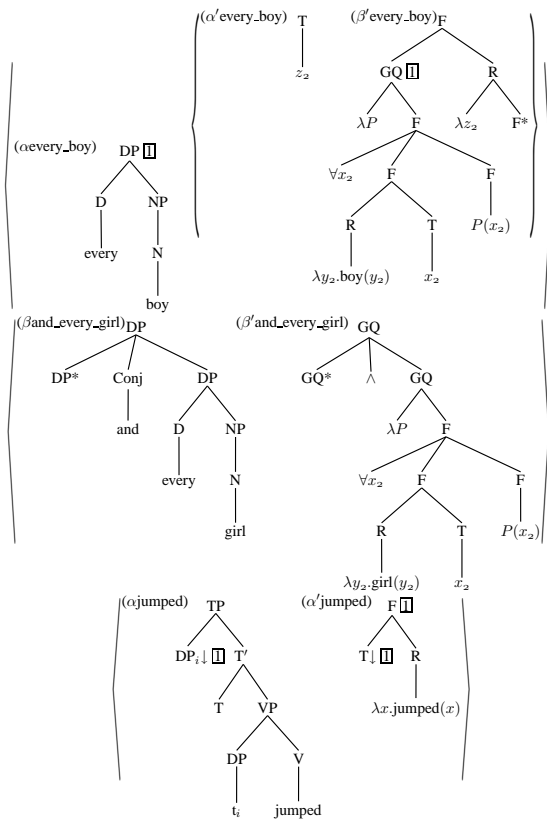 (α′every_boy) T (β′every_boy) F
z₂ GQ 1 R
λP F λz₂ F*
(αevery_boy) DP 1
∀x₂ F F
D NP
R T P(x₂)
every N
λy₂.boy(y₂) x₂
boy
(βand_every_girl) DP (β′and_every_girl) GQ
DP* Conj DP GQ* ∧ GQ
and D NP λP F
every N ∀x₂ F F
girl R T P(x₂)
λy₂.girl(y₂) x₂
(αjumped) TP (α′jumped) F 1
DPᵢ↓ 1 T′ T↓ 1 R
T VP λx.jumped(x)
DP V
tᵢ jumped